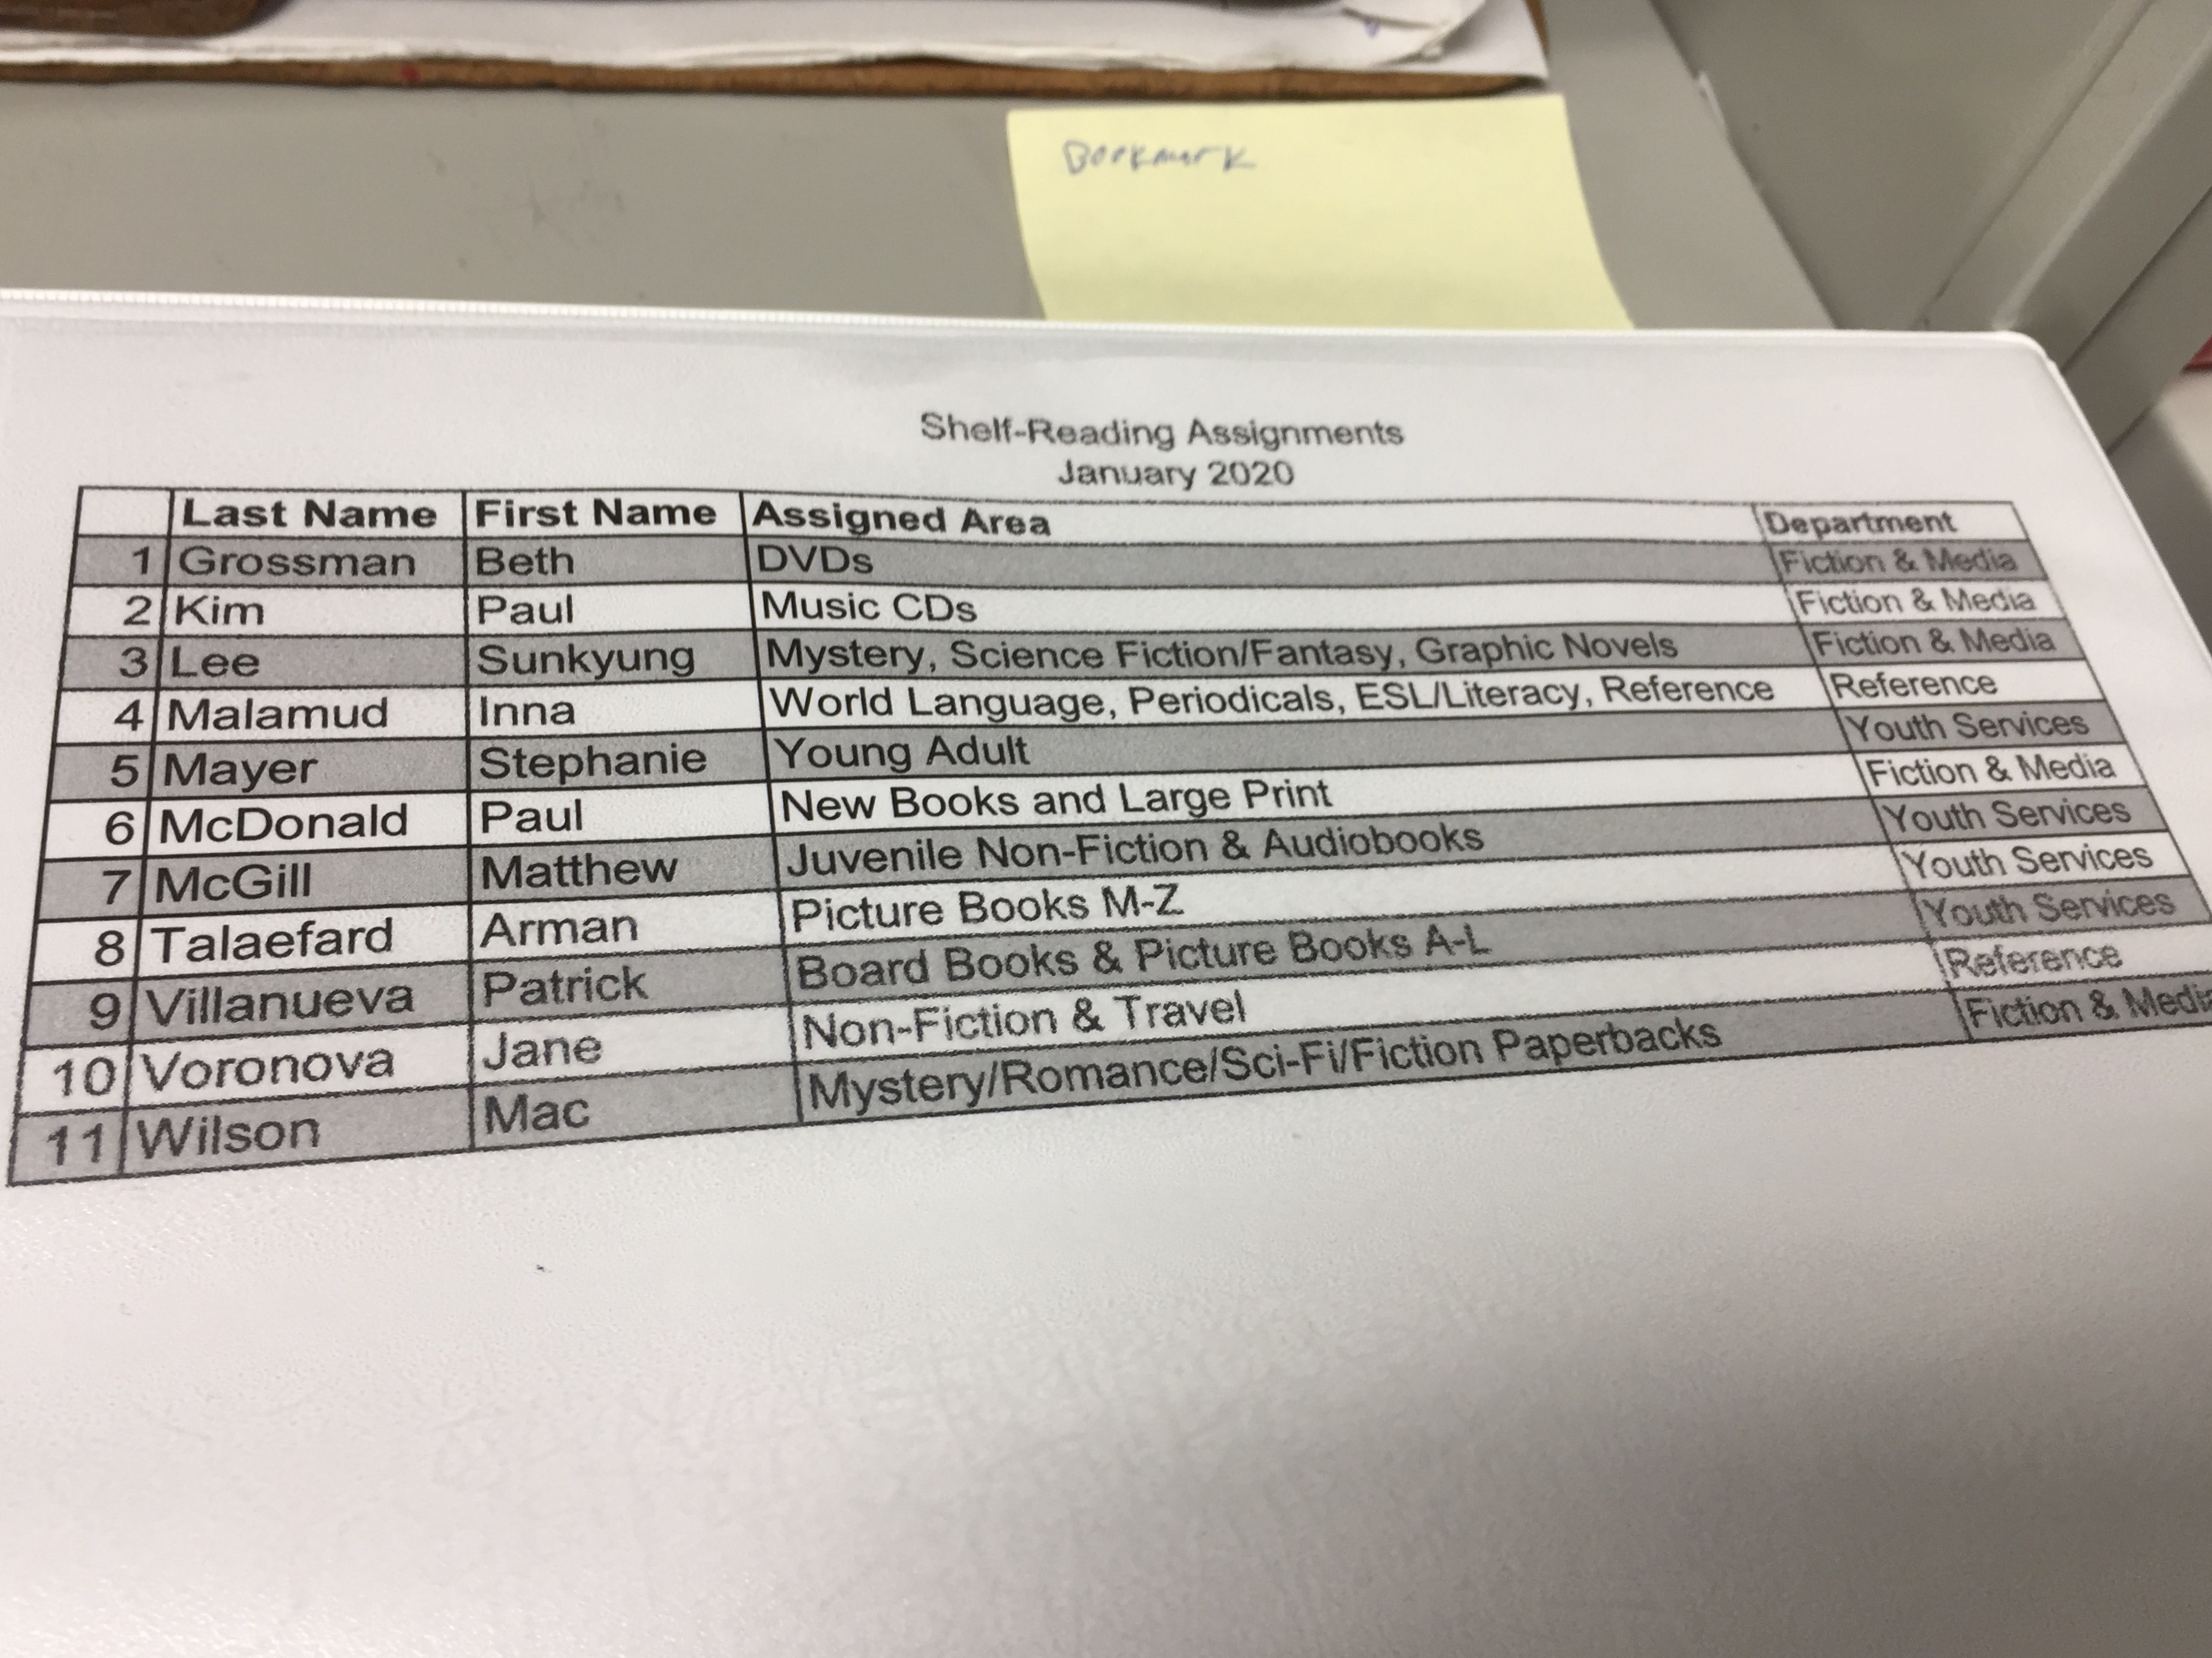 Bookmark
Shelf-Reading Assignments
January 2020
Last Name First Name Assigned Area Department
1 Grossman Beth DVDs Fiction & Media
2 Kim Paul Music CDs Fiction & Media
3 Lee Sunkyung Mystery, Science Fiction/Fantasy, Graphic Novels Fiction & Media
4 Malamud Inna World Language, Periodicals, ESL/Literacy, Reference Reference
5 Mayer Stephanie Young Adult Youth Services
6 McDonald Paul New Books and Large Print Fiction & Media
7 McGill Matthew Juvenile Non-Fiction & Audiobooks Youth Services
8 Talaefard Arman Picture Books M-Z Youth Services
9 Villanueva Patrick Board Books & Picture Books A-L Youth Services
10 Voronova Jane Non-Fiction & Travel Reference
11 Wilson Mac Mystery/Romance/Sci-Fi/Fiction Paperbacks Fiction & Media